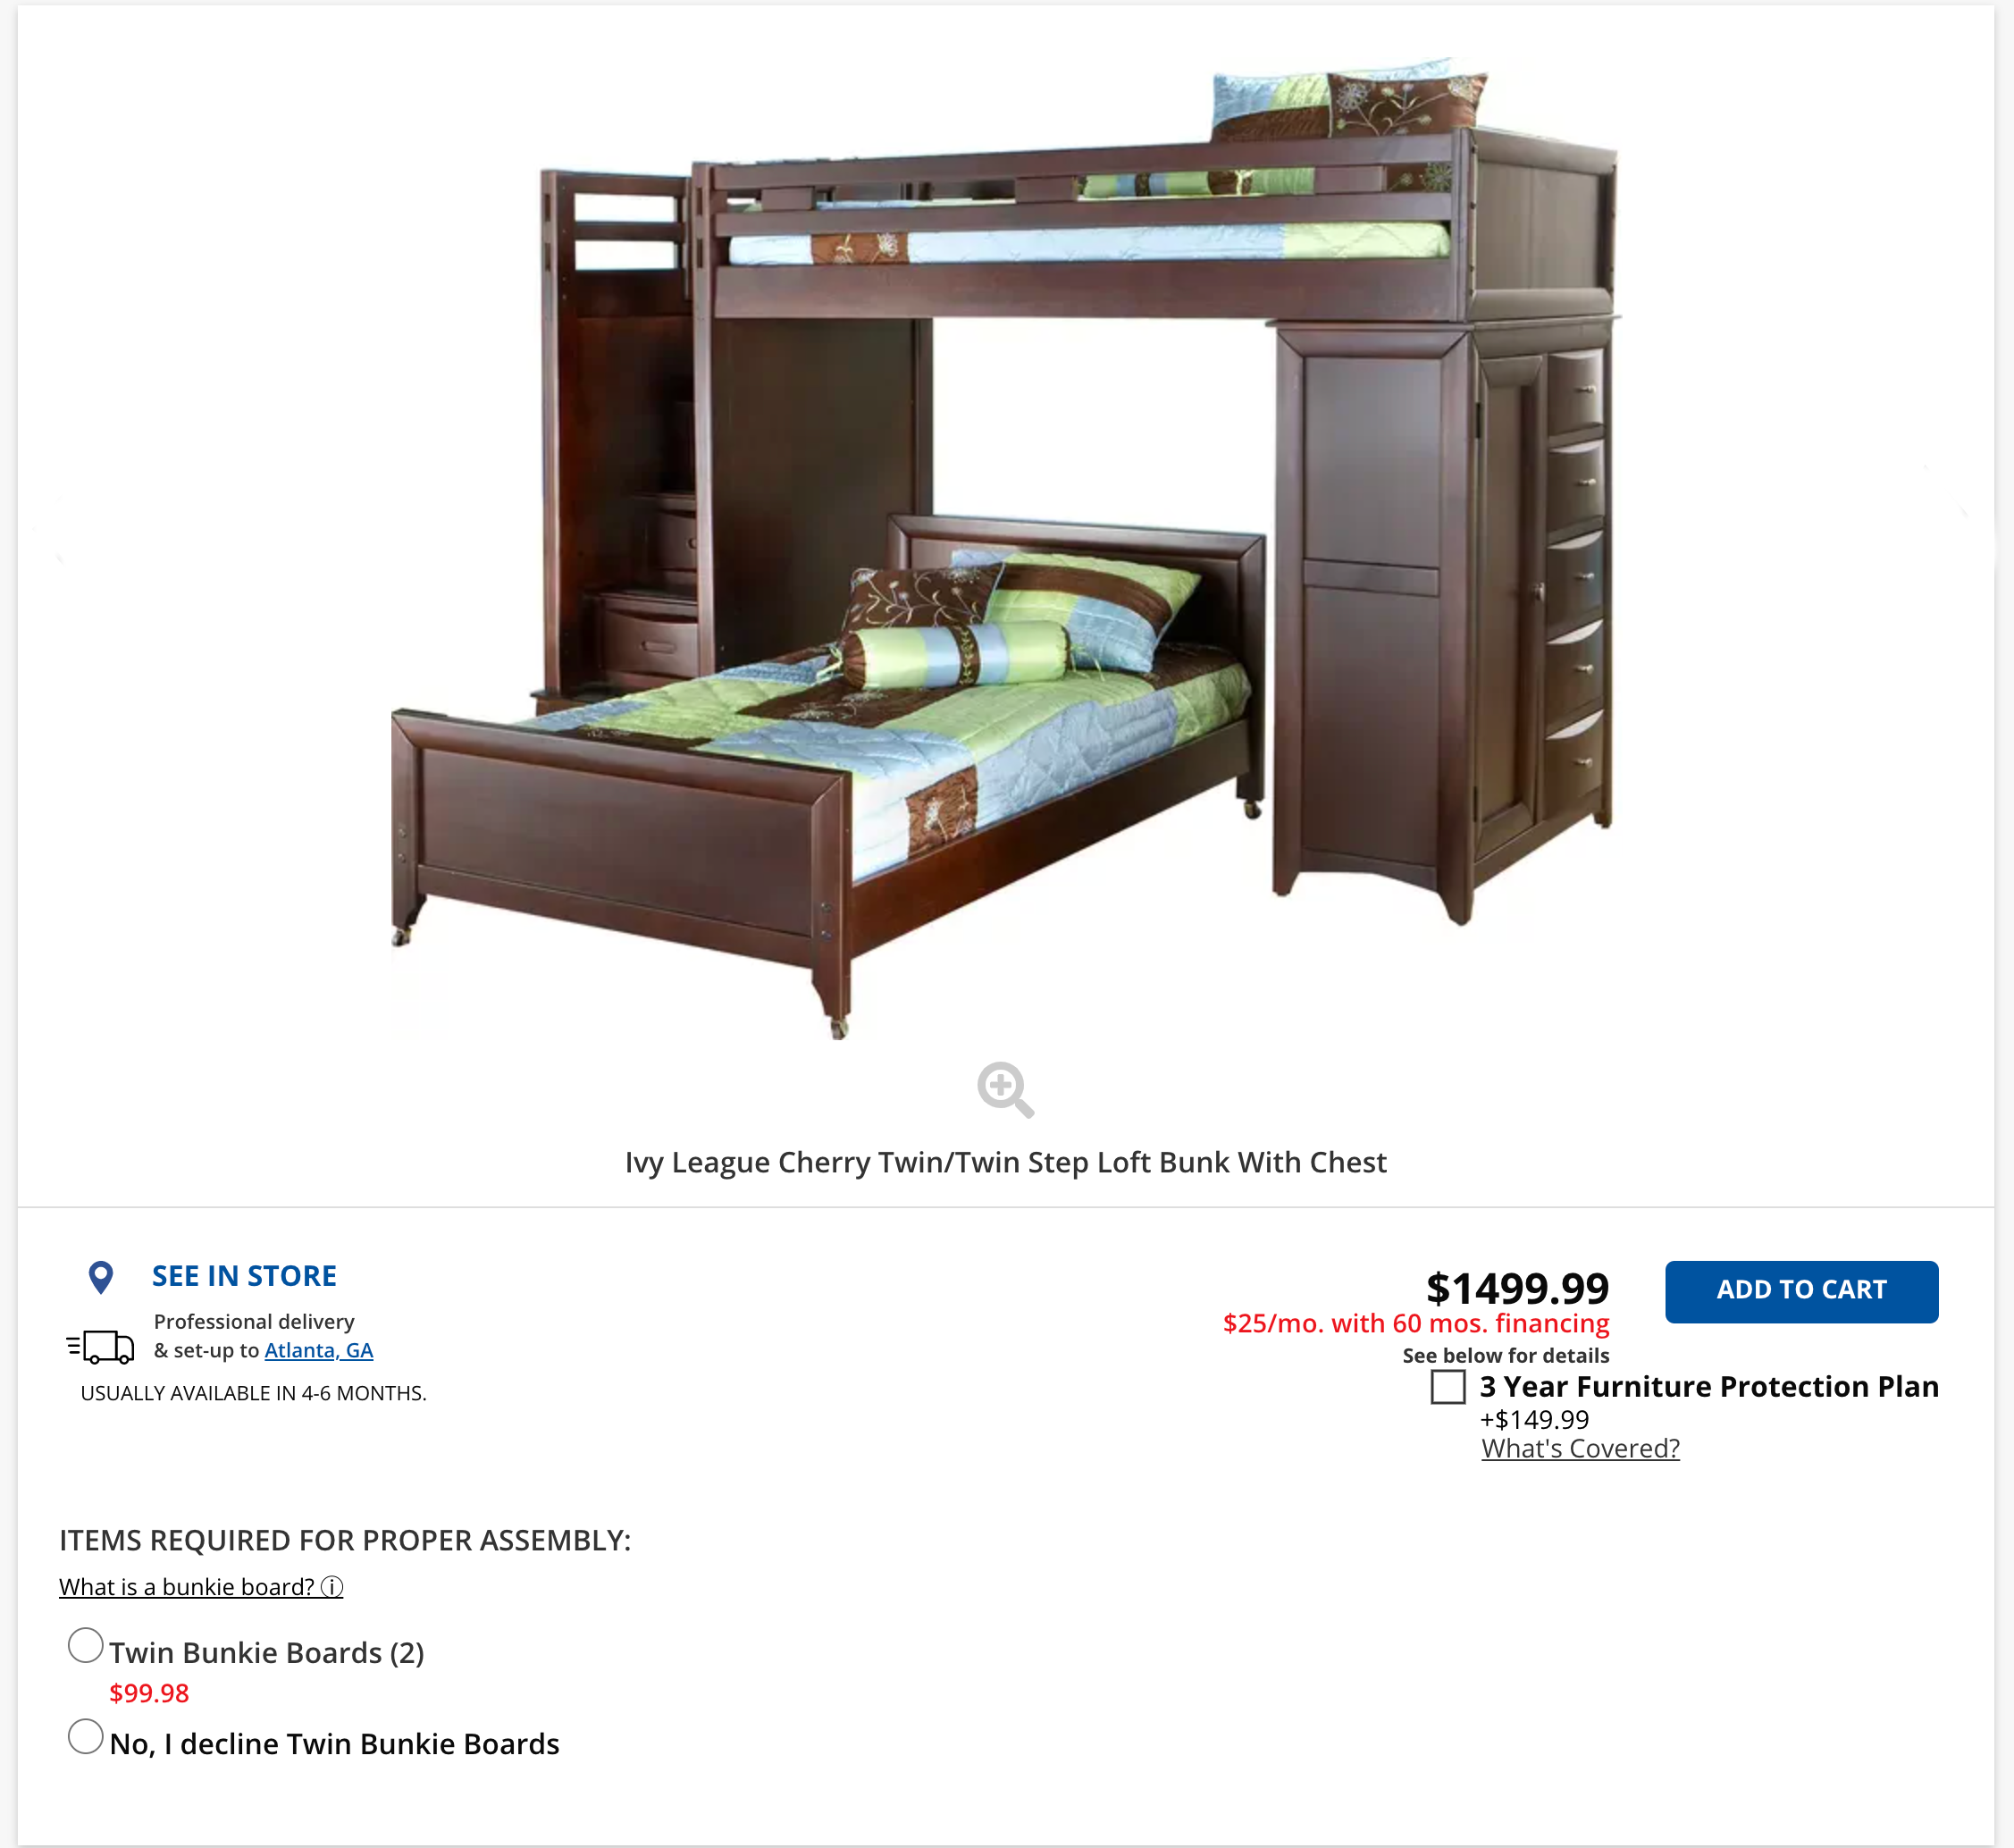 Ivy League Cherry Twin/Twin Step Loft Bunk With Chest
SEE IN STORE
Professional delivery
& set-up to Atlanta, GA
USUALLY AVAILABLE IN 4-6 MONTHS.
$1499.99
$25/mo. with 60 mos. financing
See below for details
ADD TO CART
3 Year Furniture Protection Plan
+$149.99
What's Covered?
ITEMS REQUIRED FOR PROPER ASSEMBLY:
What is a bunkie board? ⓘ
Twin Bunkie Boards (2)
$99.98
No, I decline Twin Bunkie Boards